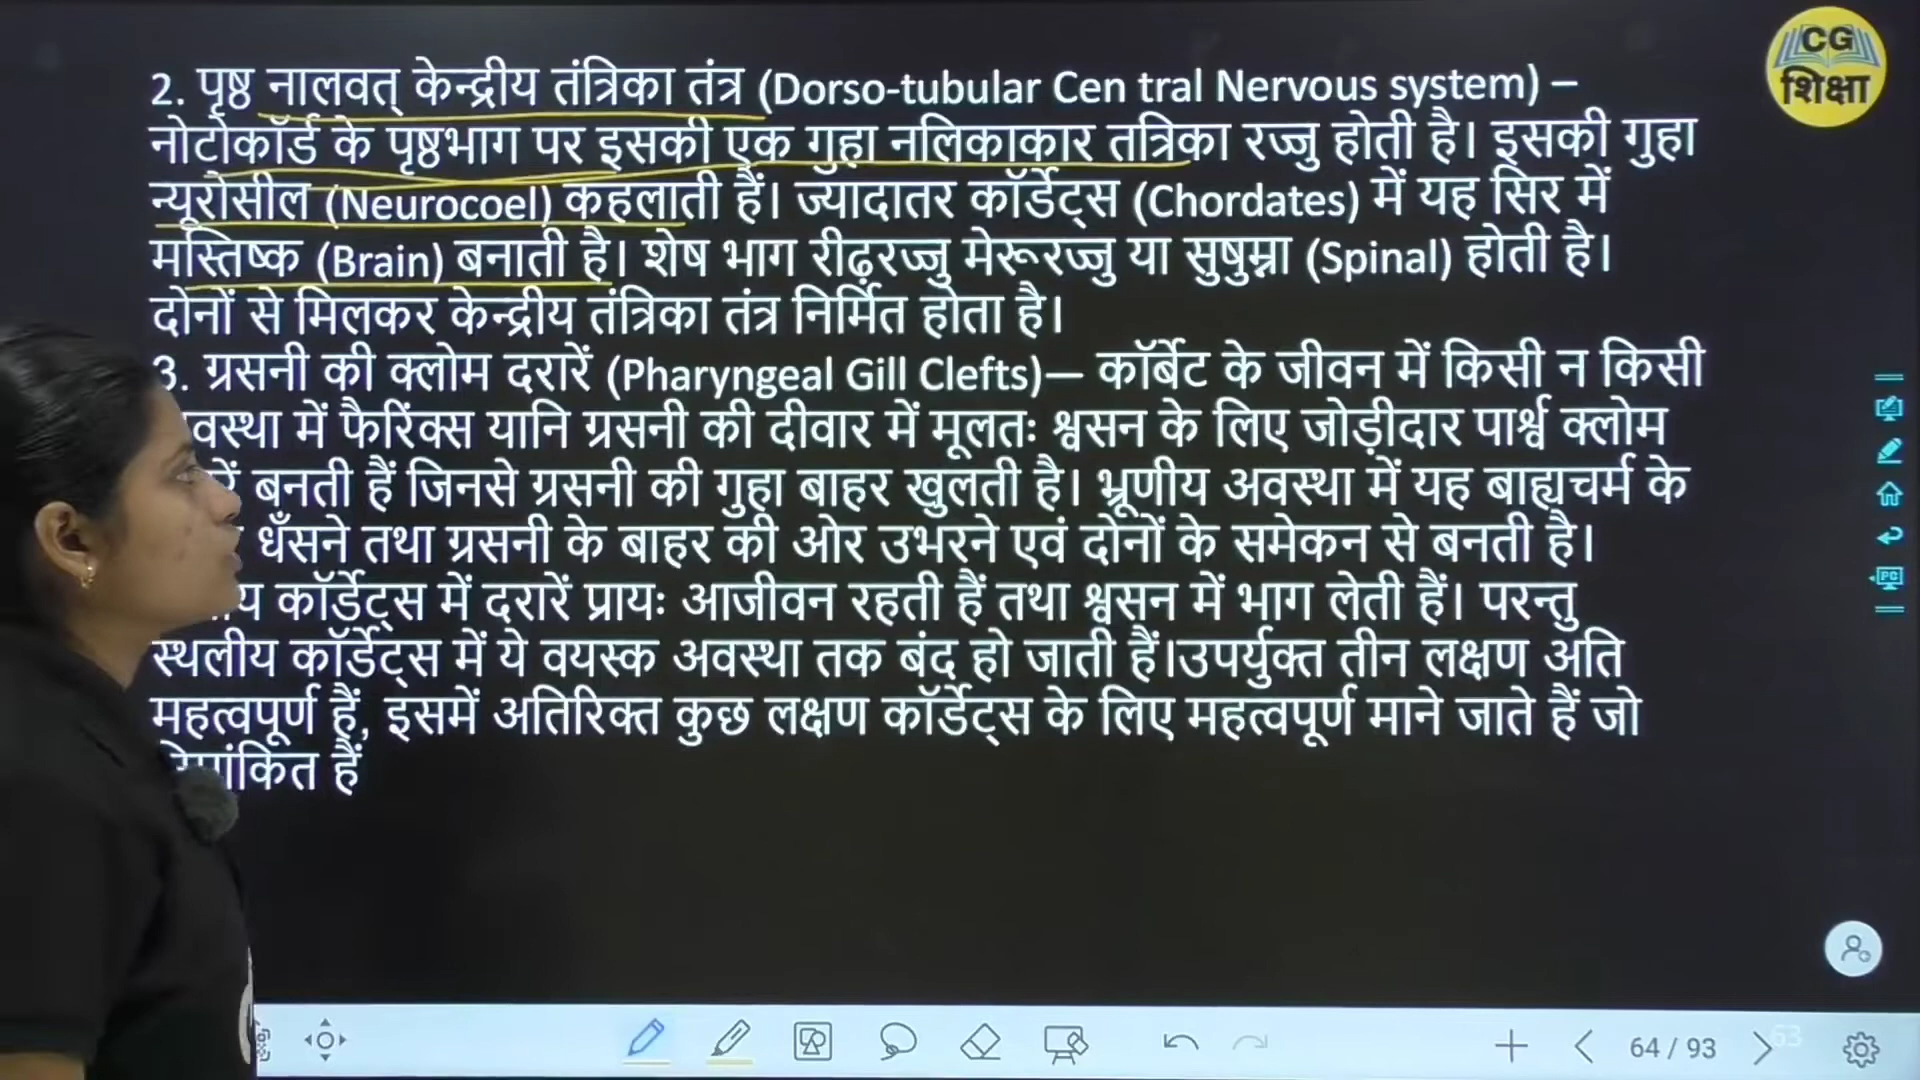 CG
शिक्षा
2. पृष्ठ नालवत् केन्द्रीय तंत्रिका तंत्र (Dorso-tubular Cen tral Nervous system) –
नोटोकॉर्ड के पृष्ठभाग पर इसकी एक गुहा नलिकाकार तत्रिका रज्जु होती है। इसकी गुहा
न्यूरोसील (Neurocoel) कहलाती हैं। ज्यादातर कॉर्डेट्स (Chordates) में यह सिर में
मस्तिष्क (Brain) बनाती है। शेष भाग रीढ़रज्जु मेरूरज्जु या सुषुम्ना (Spinal) होती है।
दोनों से मिलकर केन्द्रीय तंत्रिका तंत्र निर्मित होता है।
3. ग्रसनी की क्लोम दरारें (Pharyngeal Gill Clefts)— कॉर्बेट के जीवन में किसी न किसी
में फैरिंक्स यानि ग्रसनी की दीवार में मूलतः श्वसन के लिए जोड़ीदार पार्श्व क्लोम
बनती हैं जिनसे ग्रसनी की गुहा बाहर खुलती है। भ्रूणीय अवस्था में यह बाह्यचर्म के
धँसने तथा ग्रसनी के बाहर की ओर उभरने एवं दोनों के समेकन से बनती है।
कॉर्डेट्स में दरारें प्रायः आजीवन रहती हैं तथा श्वसन में भाग लेती हैं। परन्तु
स्थलीय कॉर्डेट्स में ये वयस्क अवस्था तक बंद हो जाती हैं।उपर्युक्त तीन लक्षण अति
महत्वपूर्ण हैं, इसमें अतिरिक्त कुछ लक्षण कॉर्डेट्स के लिए महत्वपूर्ण माने जाते हैं जो
हैं
PC
64 / 93
63